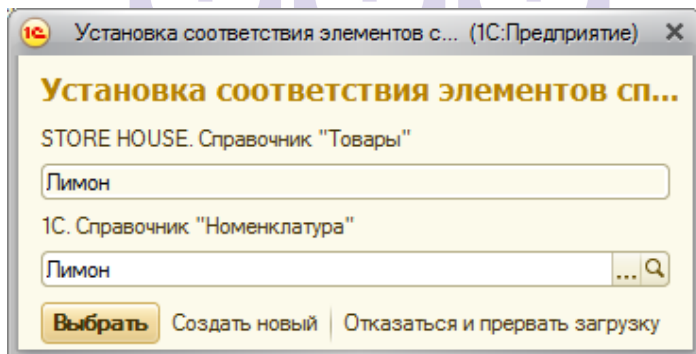 1С Установка соответствия элементов с... (1С:Предприятие)
Установка соответствия элементов сп...
STORE HOUSE. Справочник "Товары"
Лимон
1С. Справочник "Номенклатура"
Лимон ...
Выбрать Создать новый Отказаться и прервать загрузку